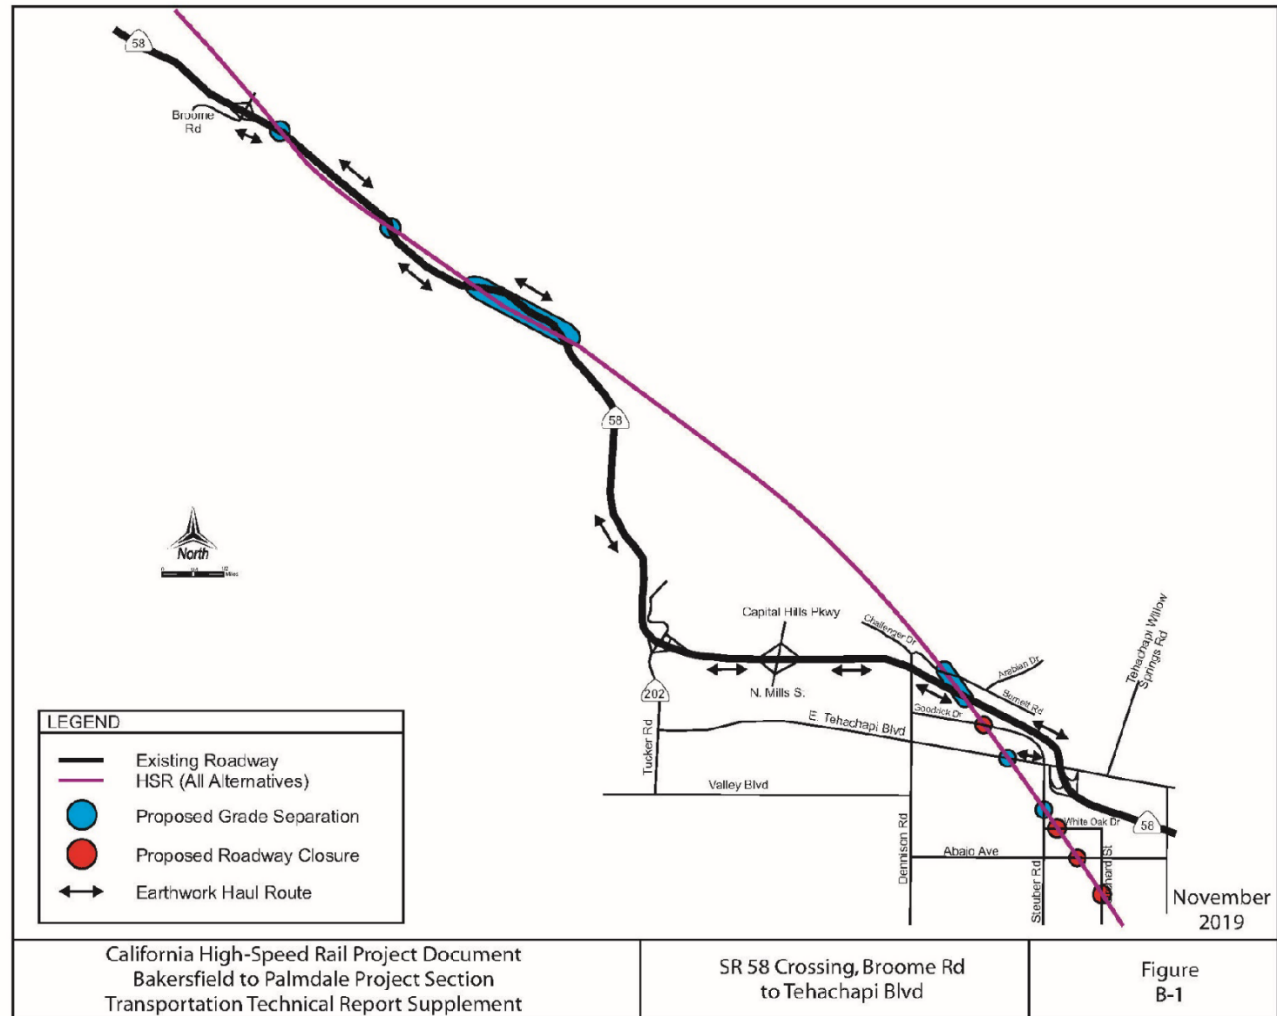 58
Broome
Rd
58
North
Miles
Capital Hills Pkwy
Challenger Dr
Arabian Dr
Tehachapi Willow
Springs Rd
N. Mills S.
202
Goodrick Dr
E. Tehachapi Blvd
Tucker Rd
Valley Blvd
Dennison Rd
White Oak Dr
58
Abajo Ave
Steuber Rd
November
2019
LEGEND
Existing Roadway
HSR (All Alternatives)
Proposed Grade Separation
Proposed Roadway Closure
Earthwork Haul Route
California High-Speed Rail Project Document
Bakersfield to Palmdale Project Section
Transportation Technical Report Supplement
SR 58 Crossing, Broome Rd
to Tehachapi Blvd
Figure
B-1